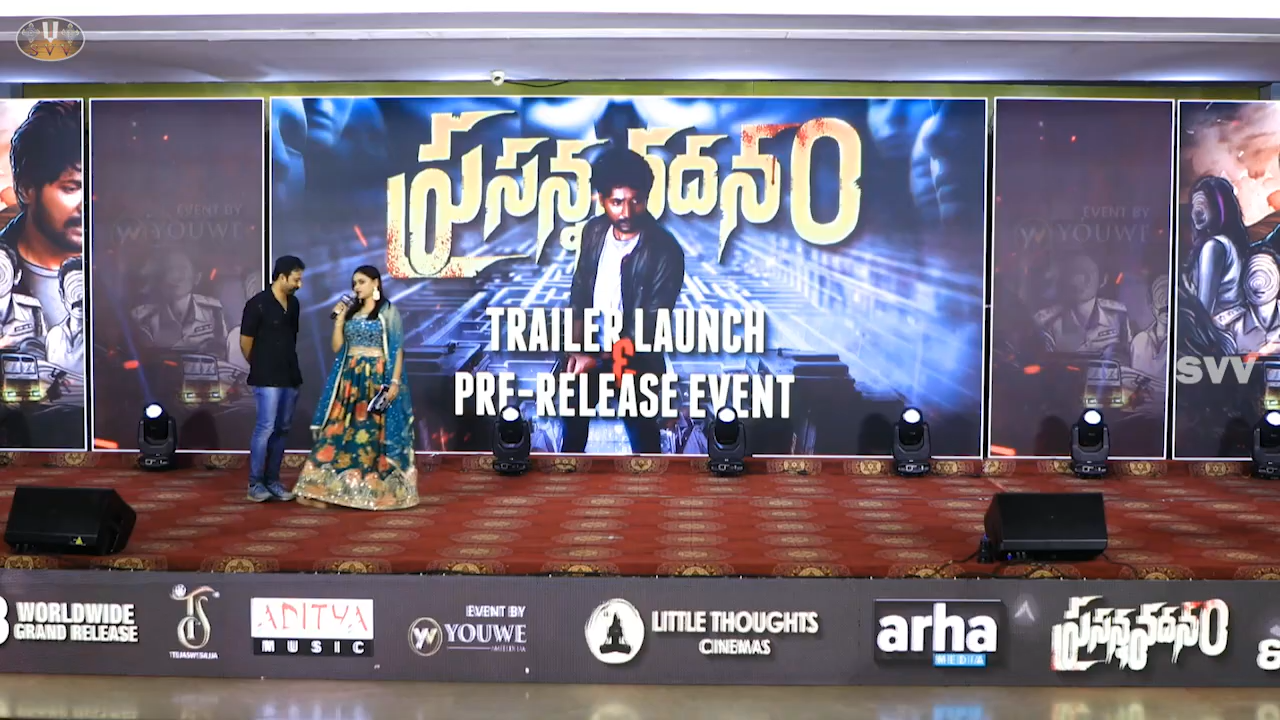 SVV
ప్రసన్నవదనం
EVENT BY
YOUWE
EVENT BY
YOUWE
TRAILER LAUNCH
&
PRE-RELEASE EVENT
SVV
WORLDWIDE
GRAND RELEASE
ADITYA
MUSIC
EVENT BY
YOUWE
LITTLE THOUGHTS
CINEMAS
arha
MEDIA
ప్రసన్నవదనం